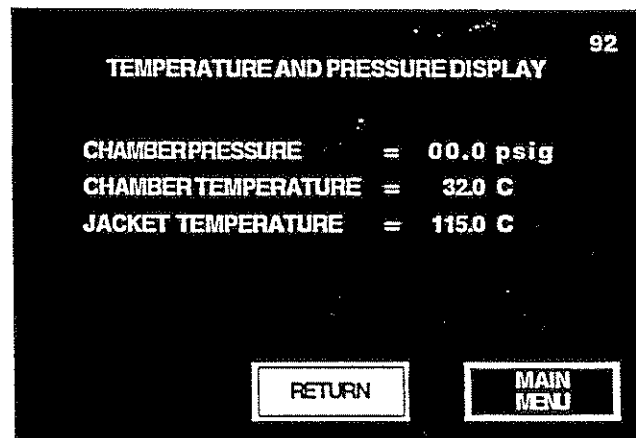 92
TEMPERATURE AND PRESSURE DISPLAY
CHAMBER PRESSURE = 00.0 psig
CHAMBER TEMPERATURE = 32.0 C
JACKET TEMPERATURE = 115.0 C
RETURN
MAIN
MENU